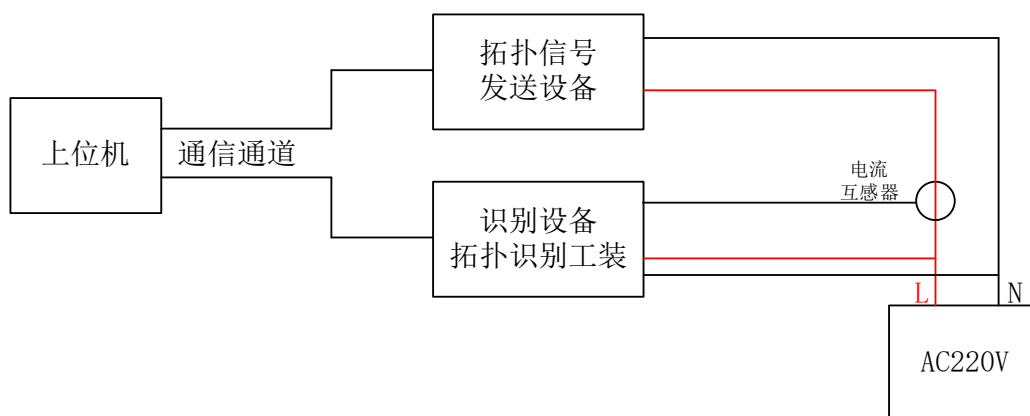 拓扑信号
发送设备
上位机
通信通道
电流
互感器
识别设备
拓扑识别工装
L
N
AC220V